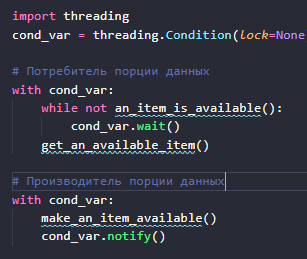 import threading
cond_var = threading.Condition(lock=None
# Потребитель порции данных
with cond_var:
while not an_item_is_available():
cond_var.wait()
get_an_available_item()
# Производитель порции данных
with cond_var:
make_an_item_available()
cond_var.notify()